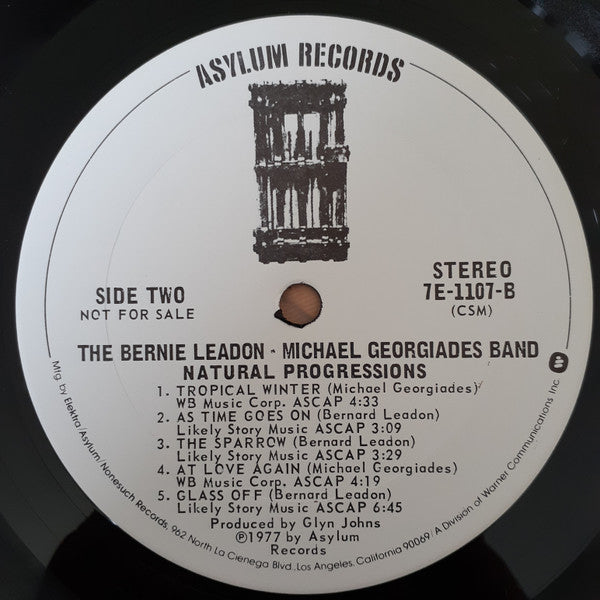 ASYLUM RECORDS
SIDE TWO
NOT FOR SALE
STEREO
7E-1107-B
(CSM)
THE BERNIE LEADON - MICHAEL GEORGIADES BAND
NATURAL PROGRESSIONS
1. TROPICAL WINTER (Michael Georgiades)
WB Music Corp. ASCAP 4:33
2. AS TIME GOES ON (Bernard Leadon)
Likely Story Music ASCAP 3:09
3. THE SPARROW (Bernard Leadon)
Likely Story Music ASCAP 3:29
4. AT LOVE AGAIN (Michael Georgiades)
WB Music Corp. ASCAP 4:19
5. GLASS OFF (Bernard Leadon)
Likely Story Music ASCAP 6:45
Produced by Glyn Johns
Ⓟ1977 by Asylum
Records
Mfg. by Elektra/Asylum/Nonesuch Records, 962 North La Cienega Blvd., Los Angeles, California 90069/A Division of Warner Communications Inc.